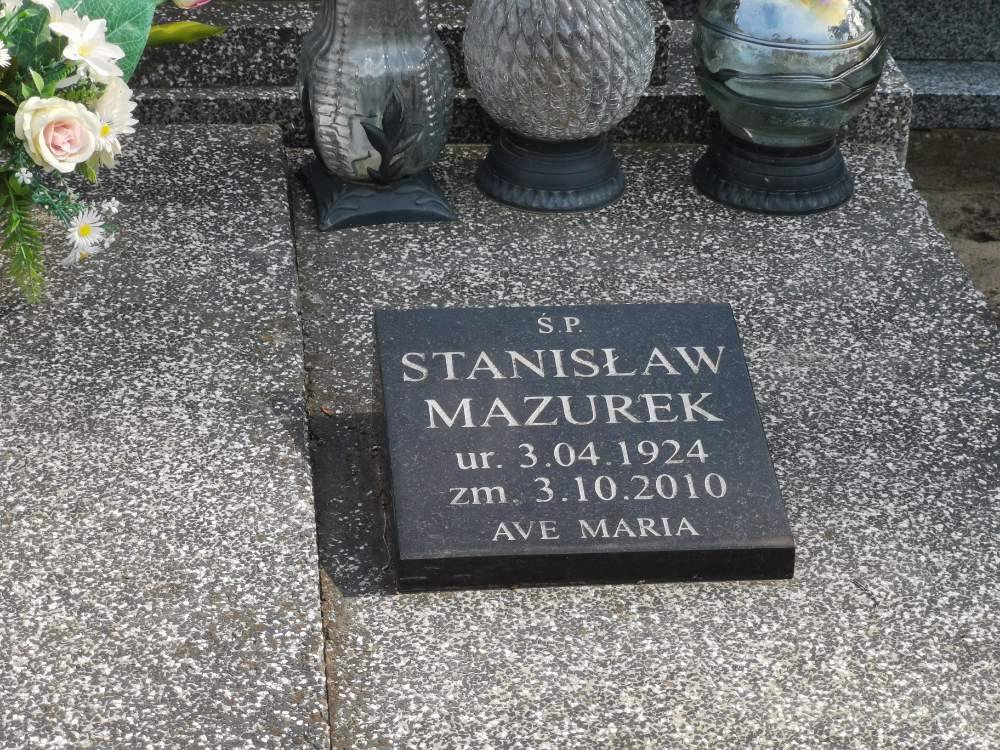 Ś.P.
STANISŁAW
MAZUREK
ur. 3.04.1924
zm. 3.10.2010
AVE MARIA